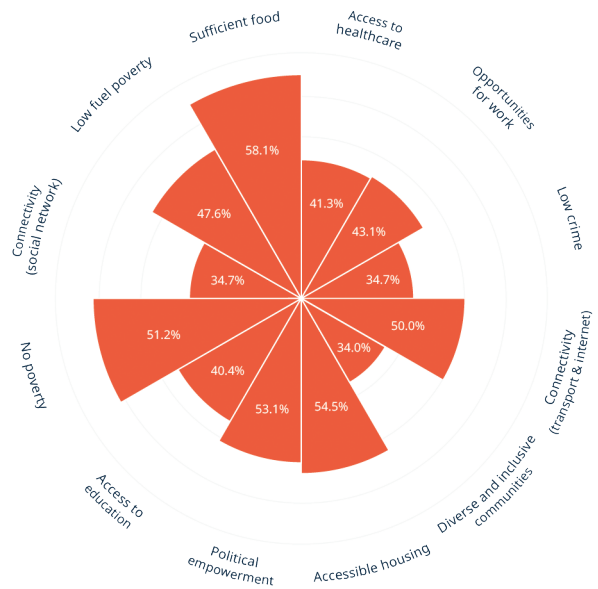 Sufficient food
Access to
healthcare
Opportunities
for work
Low crime
Connectivity
(transport & internet)
Diverse and inclusive
communities
Accessible housing
Political
empowerment
Access to
education
No poverty
Connectivity
(social network)
Low fuel poverty
58.1%
41.3%
43.1%
34.7%
50.0%
34.0%
54.5%
53.1%
40.4%
51.2%
34.7%
47.6%